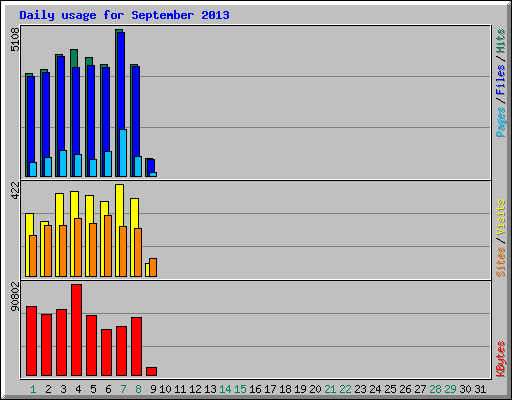 Daily usage for September 2013
5108
Pages / Files / Hits
422
Sites / Visits
90802
KBytes
1 2 3 4 5 6 7 8 9 10 11 12 13 14 15 16 17 18 19 20 21 22 23 24 25 26 27 28 29 30 31